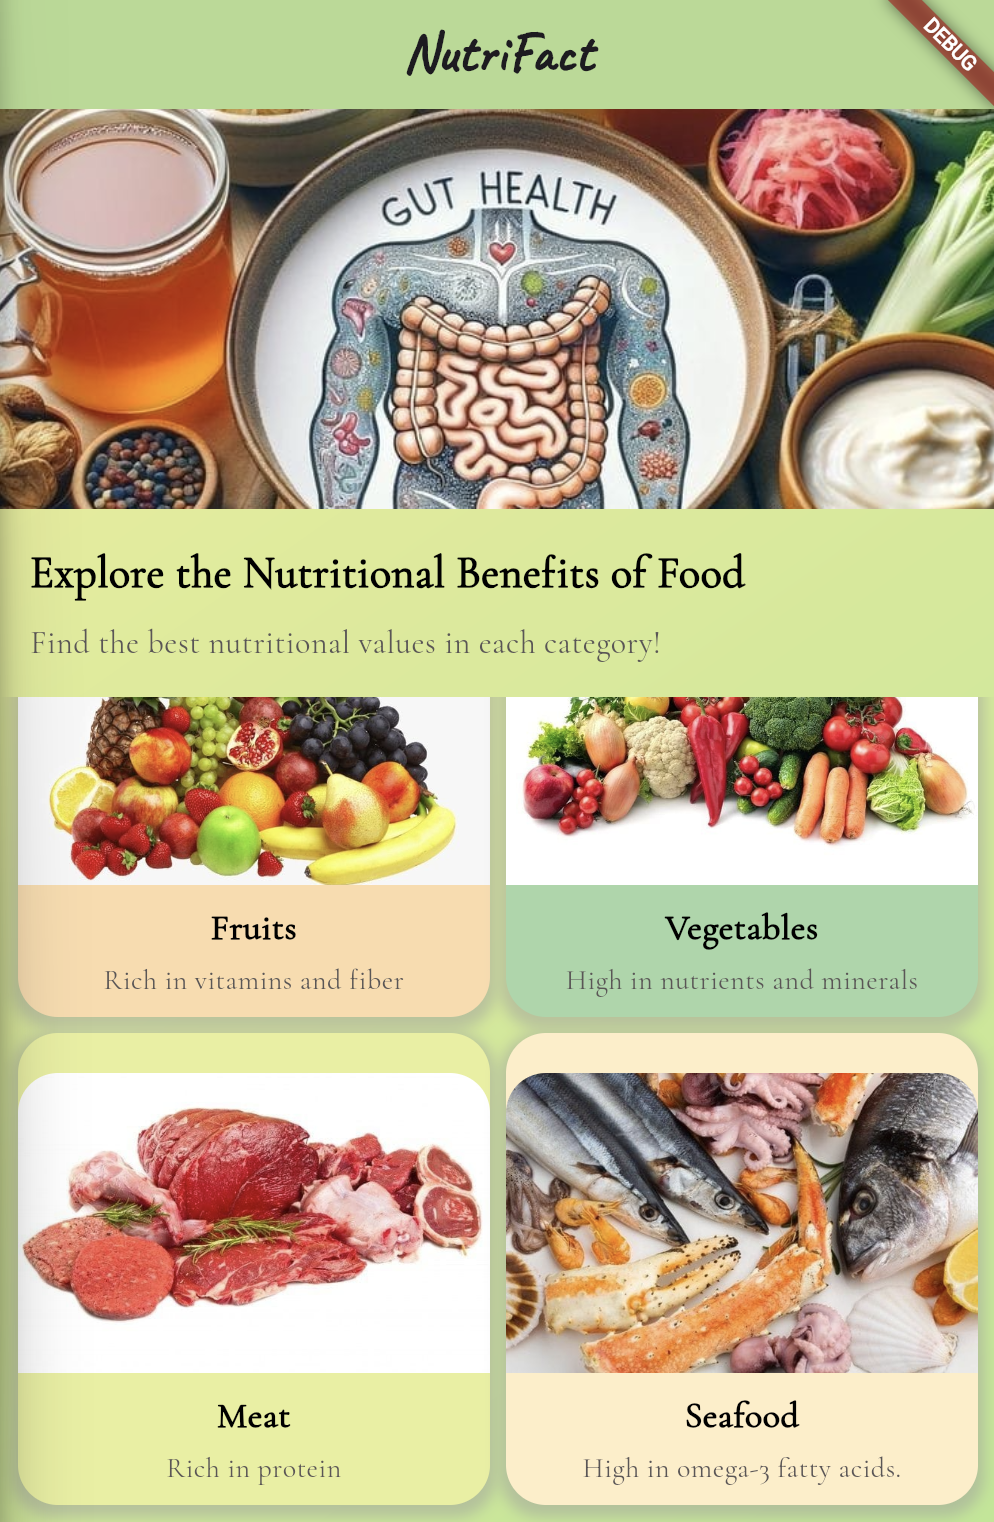 NutriFact
DEBUG
GUT HEALTH
Explore the Nutritional Benefits of Food
Find the best nutritional values in each category!
Fruits
Rich in vitamins and fiber
Vegetables
High in nutrients and minerals
Meat
Rich in protein
Seafood
High in omega-3 fatty acids.